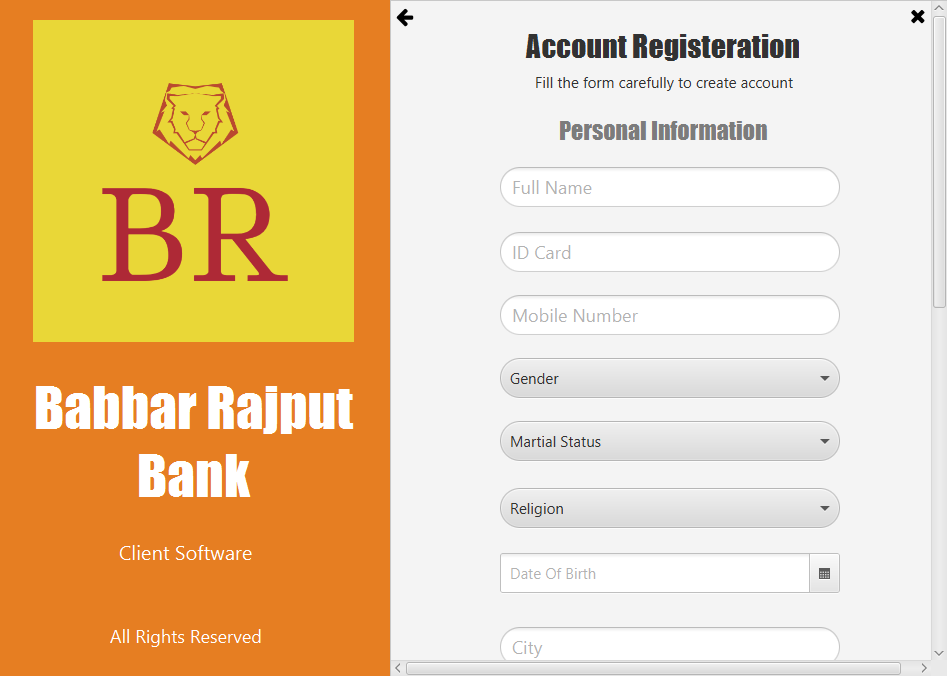 BR
Babbar Rajput
Bank
Client Software
All Rights Reserved
Account Registeration
Fill the form carefully to create account
Personal Information
Full Name
ID Card
Mobile Number
Gender
Martial Status
Religion
Date Of Birth
City